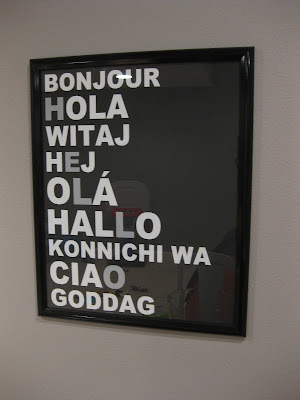 BONJOUR
HOLA
WITAJ
HEJ
OLÁ
HALLO
KONNICHI WA
CIAO
GODDAG